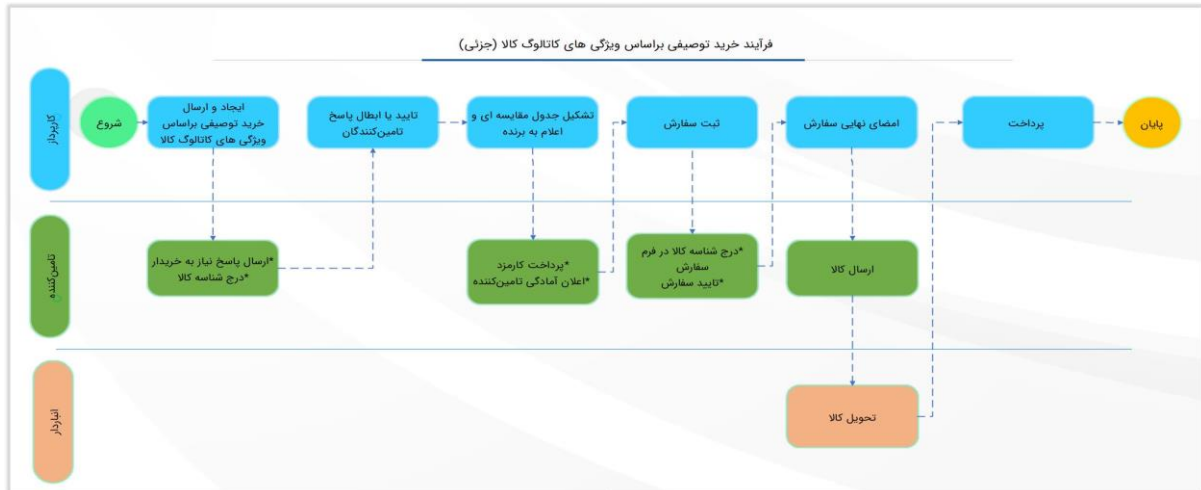 فرآیند خرید توصیفی براساس ویژگی های کاتالوگ کالا (جزئی)
کارپرداز
شروع
ایجاد و ارسال
خرید توصیفی براساس
ویژگی های کاتالوگ کالا
تایید یا ابطال پاسخ
تامین‌کنندگان
تشکیل جدول مقایسه ای و
اعلام به برنده
ثبت سفارش
امضای نهایی سفارش
پرداخت
پایان
تامین‌کننده
*ارسال پاسخ نیاز به خریدار
*درج شناسه کالا
*پرداخت کارمزد
*اعلان آمادگی تامین‌کننده
*درج شناسه کالا در فرم
سفارش
*تایید سفارش
ارسال کالا
انباردار
تحویل کالا